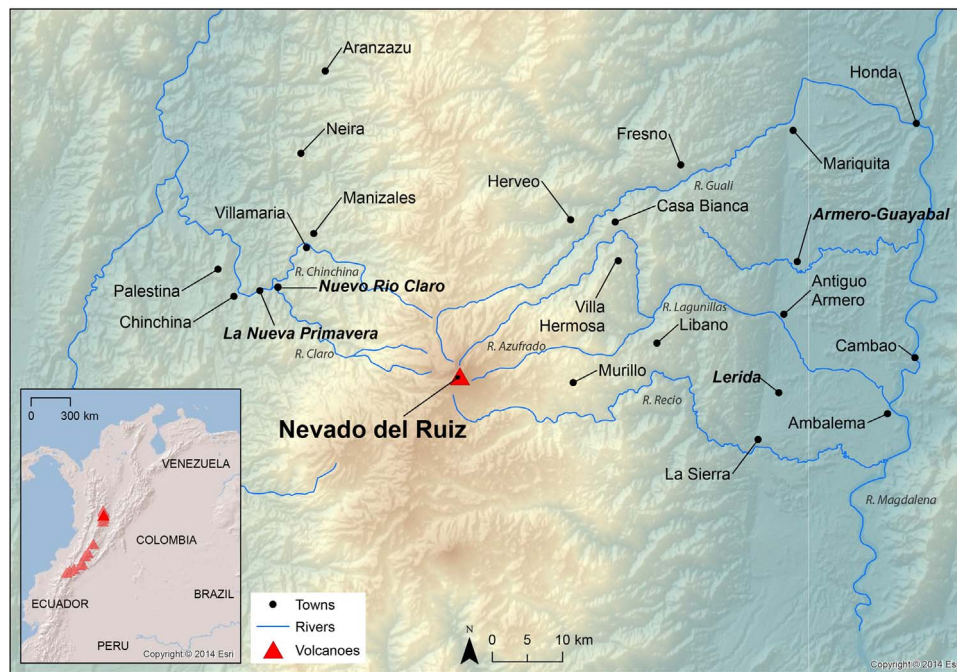 Aranzazu
Honda
Neira
Fresno
Mariquita
R. Guali
Herveo
Manizales
Casa Bianca
Villamaria
Armero-Guayabal
R. Chinchina
Palestina
Nuevo Rio Claro
Antiguo
Armero
Chinchina
Villa
Hermosa
R. Lagunillas
La Nueva Primavera
Libano
R. Azufrado
Cambao
R. Claro
Murillo
Lerida
R. Recio
Nevado del Ruiz
Ambalema
La Sierra
R. Magdalena
0 300 km
VENEZUELA
COLOMBIA
ECUADOR
BRAZIL
PERU
Copyright © 2014 Esri
Towns
Rivers
Volcanoes
N
0 5 10 km
Copyright © 2014 Esri